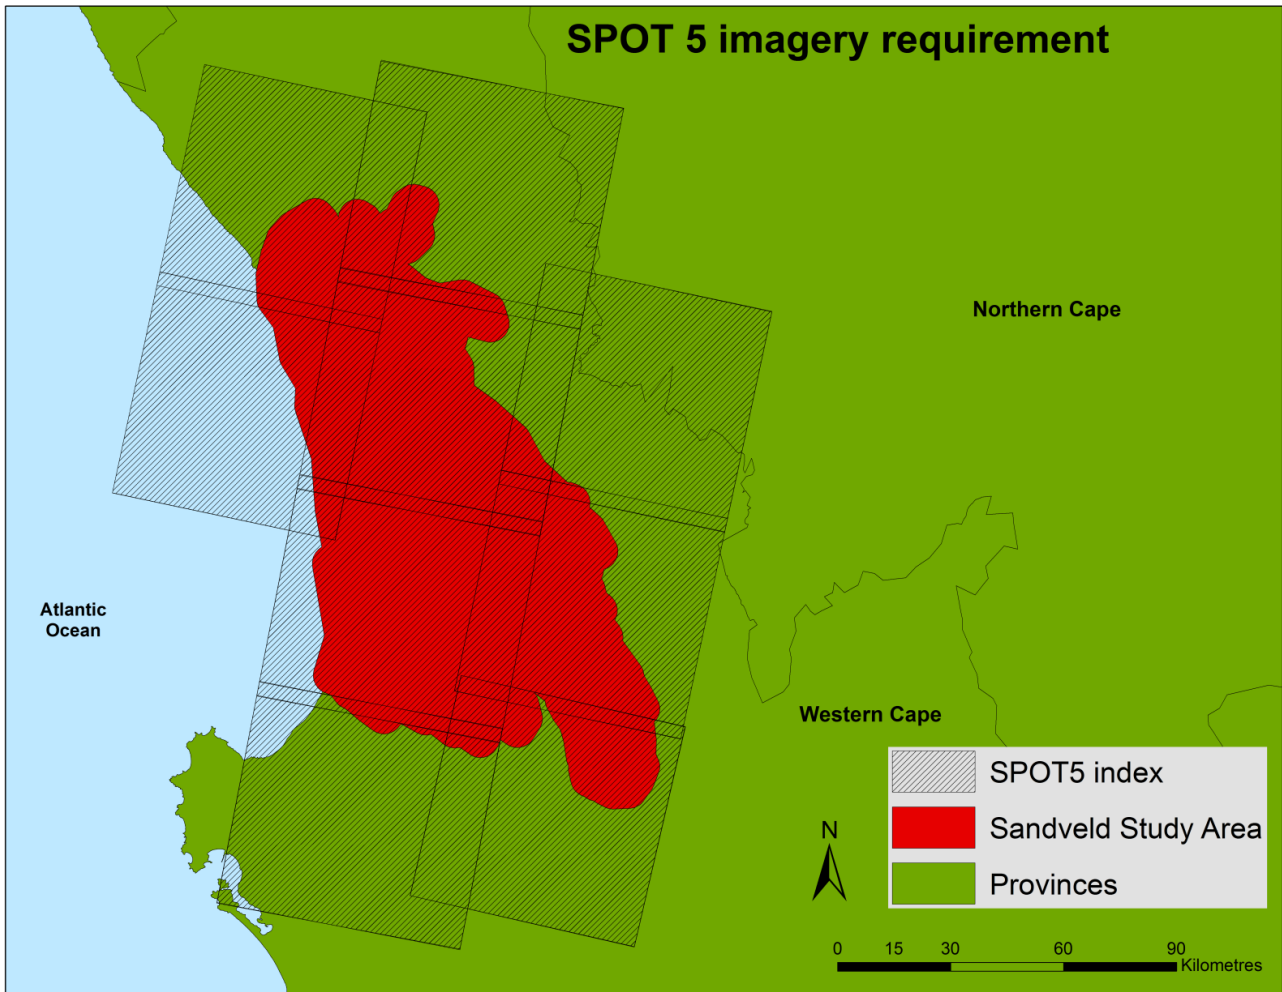 SPOT 5 imagery requirement
Northern Cape
Atlantic
Ocean
Western Cape
SPOT5 index
Sandveld Study Area
Provinces
N
0 15 30 60 90
Kilometres